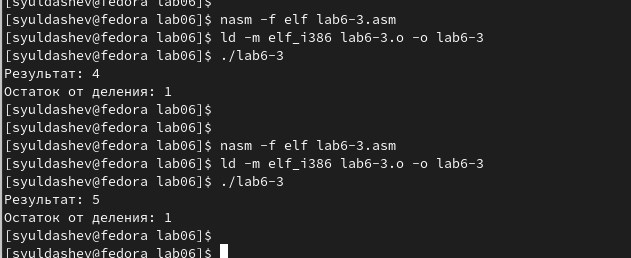 [syuldashev@fedora lab06]$
[syuldashev@fedora lab06]$ nasm -f elf lab6-3.asm
[syuldashev@fedora lab06]$ ld -m elf_i386 lab6-3.o -o lab6-3
[syuldashev@fedora lab06]$ ./lab6-3
Результат: 4
Остаток от деления: 1
[syuldashev@fedora lab06]$
[syuldashev@fedora lab06]$
[syuldashev@fedora lab06]$ nasm -f elf lab6-3.asm
[syuldashev@fedora lab06]$ ld -m elf_i386 lab6-3.o -o lab6-3
[syuldashev@fedora lab06]$ ./lab6-3
Результат: 5
Остаток от деления: 1
[syuldashev@fedora lab06]$
[syuldashev@fedora lab06]$